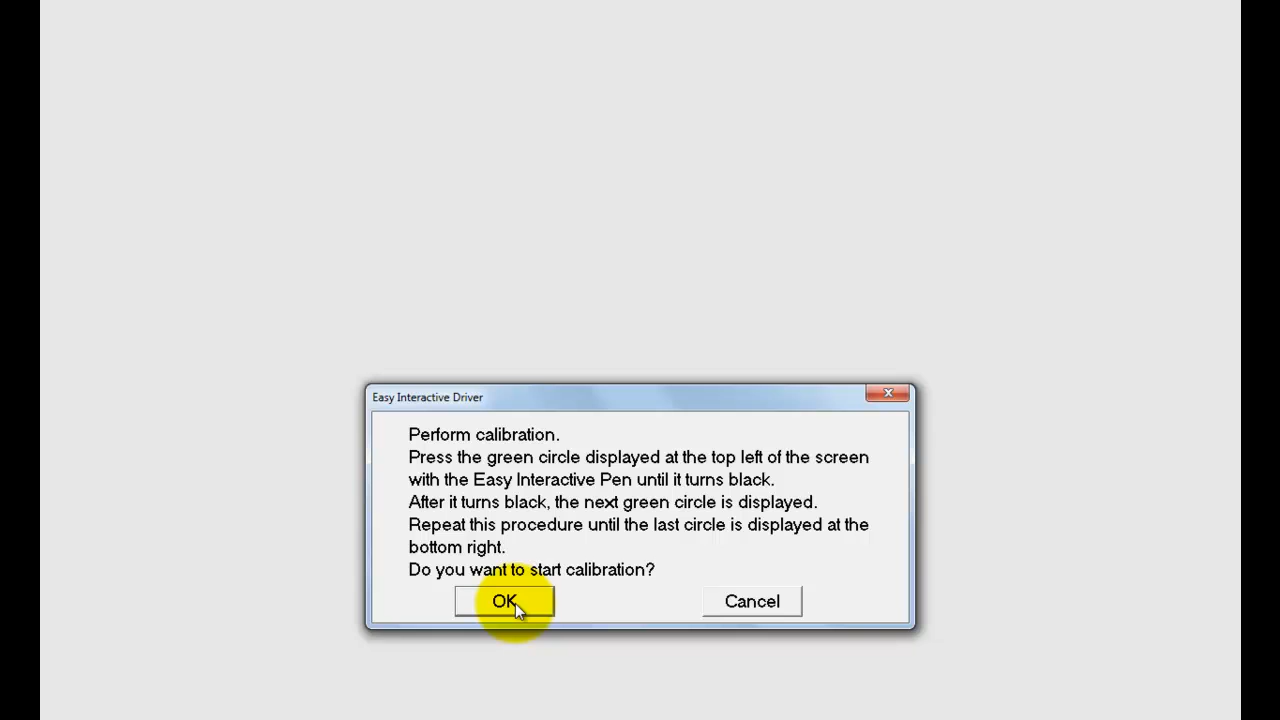 Easy Interactive Driver
Perform calibration.
Press the green circle displayed at the top left of the screen
with the Easy Interactive Pen until it turns black.
After it turns black, the next green circle is displayed.
Repeat this procedure until the last circle is displayed at the
bottom right.
Do you want to start calibration?
OK Cancel